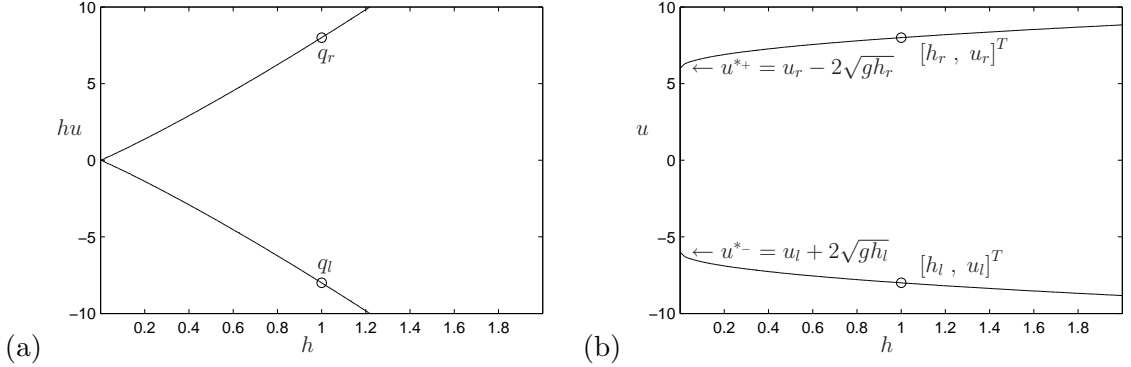 10
5
hu
0
−5
−10
q_r
q_l
0.2 0.4 0.6 0.8 1 1.2 1.4 1.6 1.8
h
(a)
10
5
u
0
−5
−10
[h_r , u_r]^T
← u^{*+} = u_r − 2√gh_r
← u^{*−} = u_l + 2√gh_l
[h_l , u_l]^T
0.2 0.4 0.6 0.8 1 1.2 1.4 1.6 1.8
h
(b)